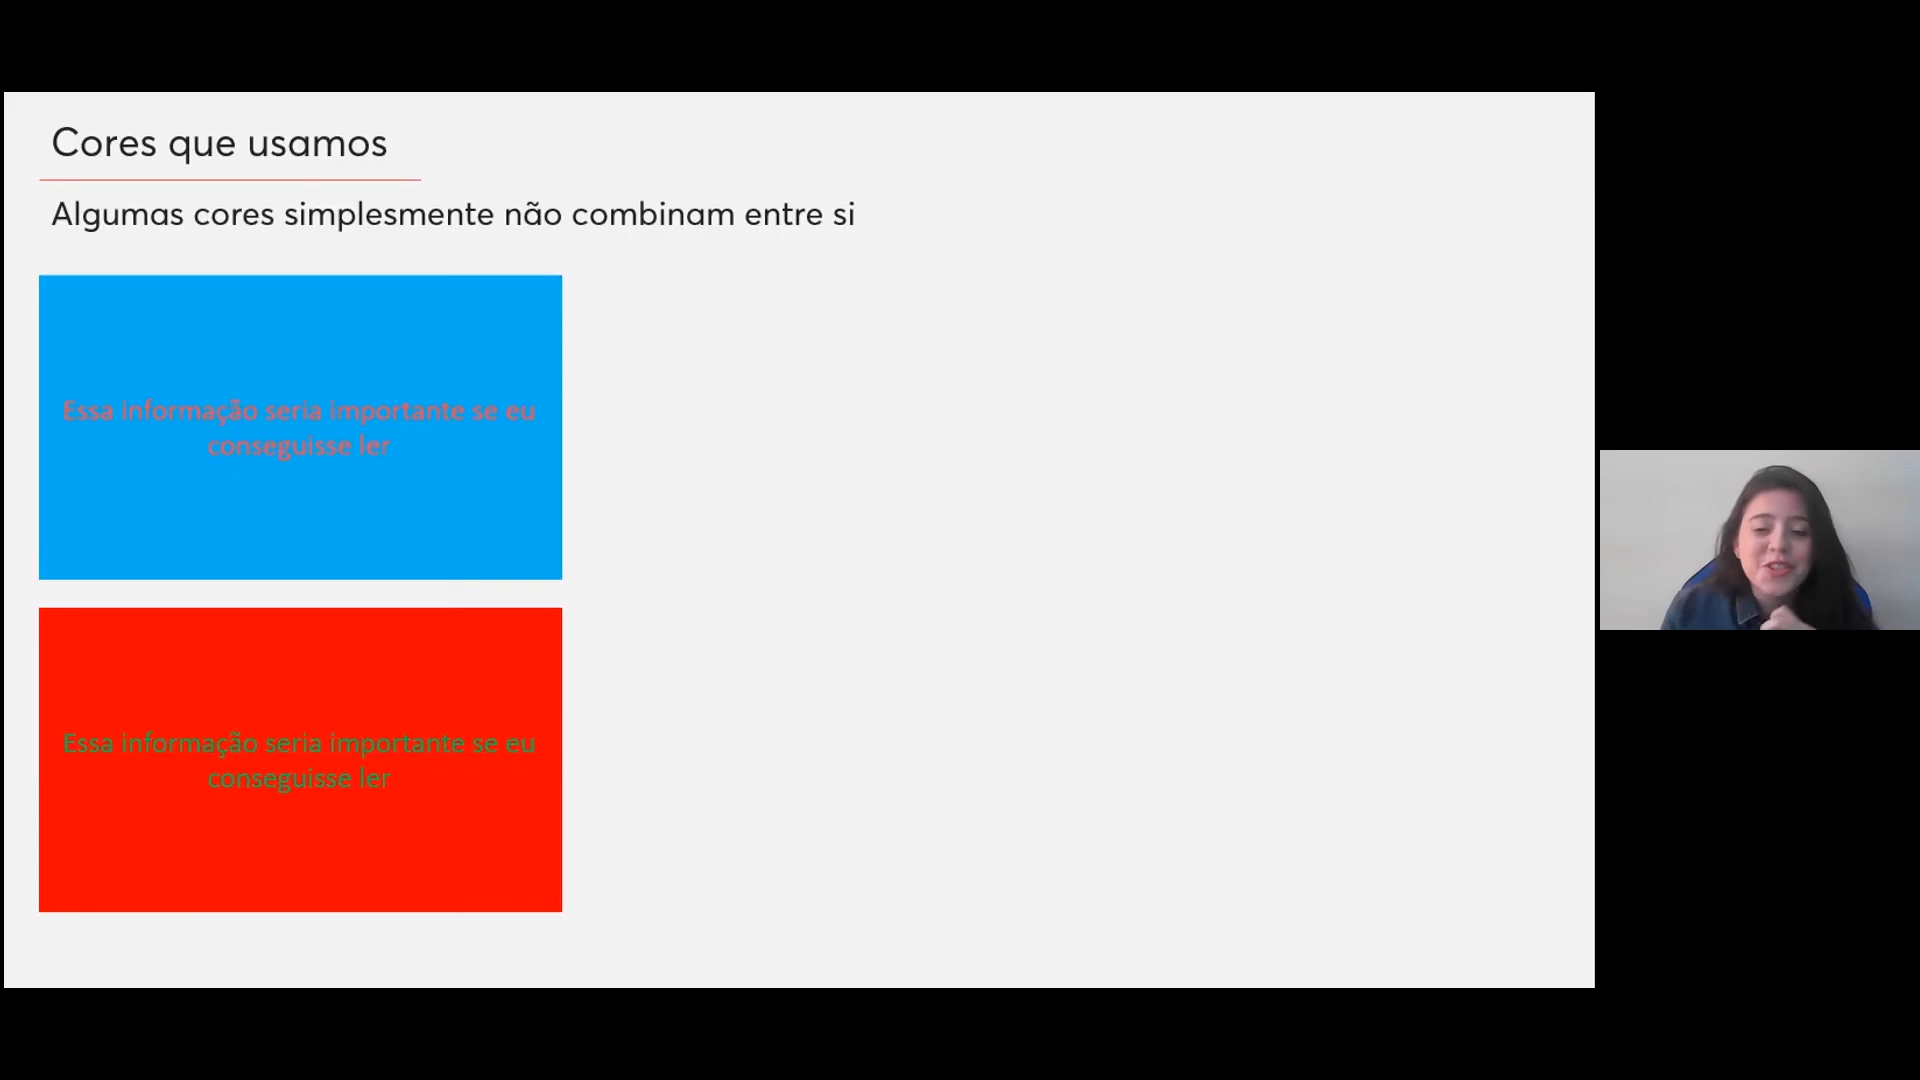 Cores que usamos
Algumas cores simplesmente não combinam entre si
Essa informação seria importante se eu
conseguisse ler
Essa informação seria importante se eu
conseguisse ler